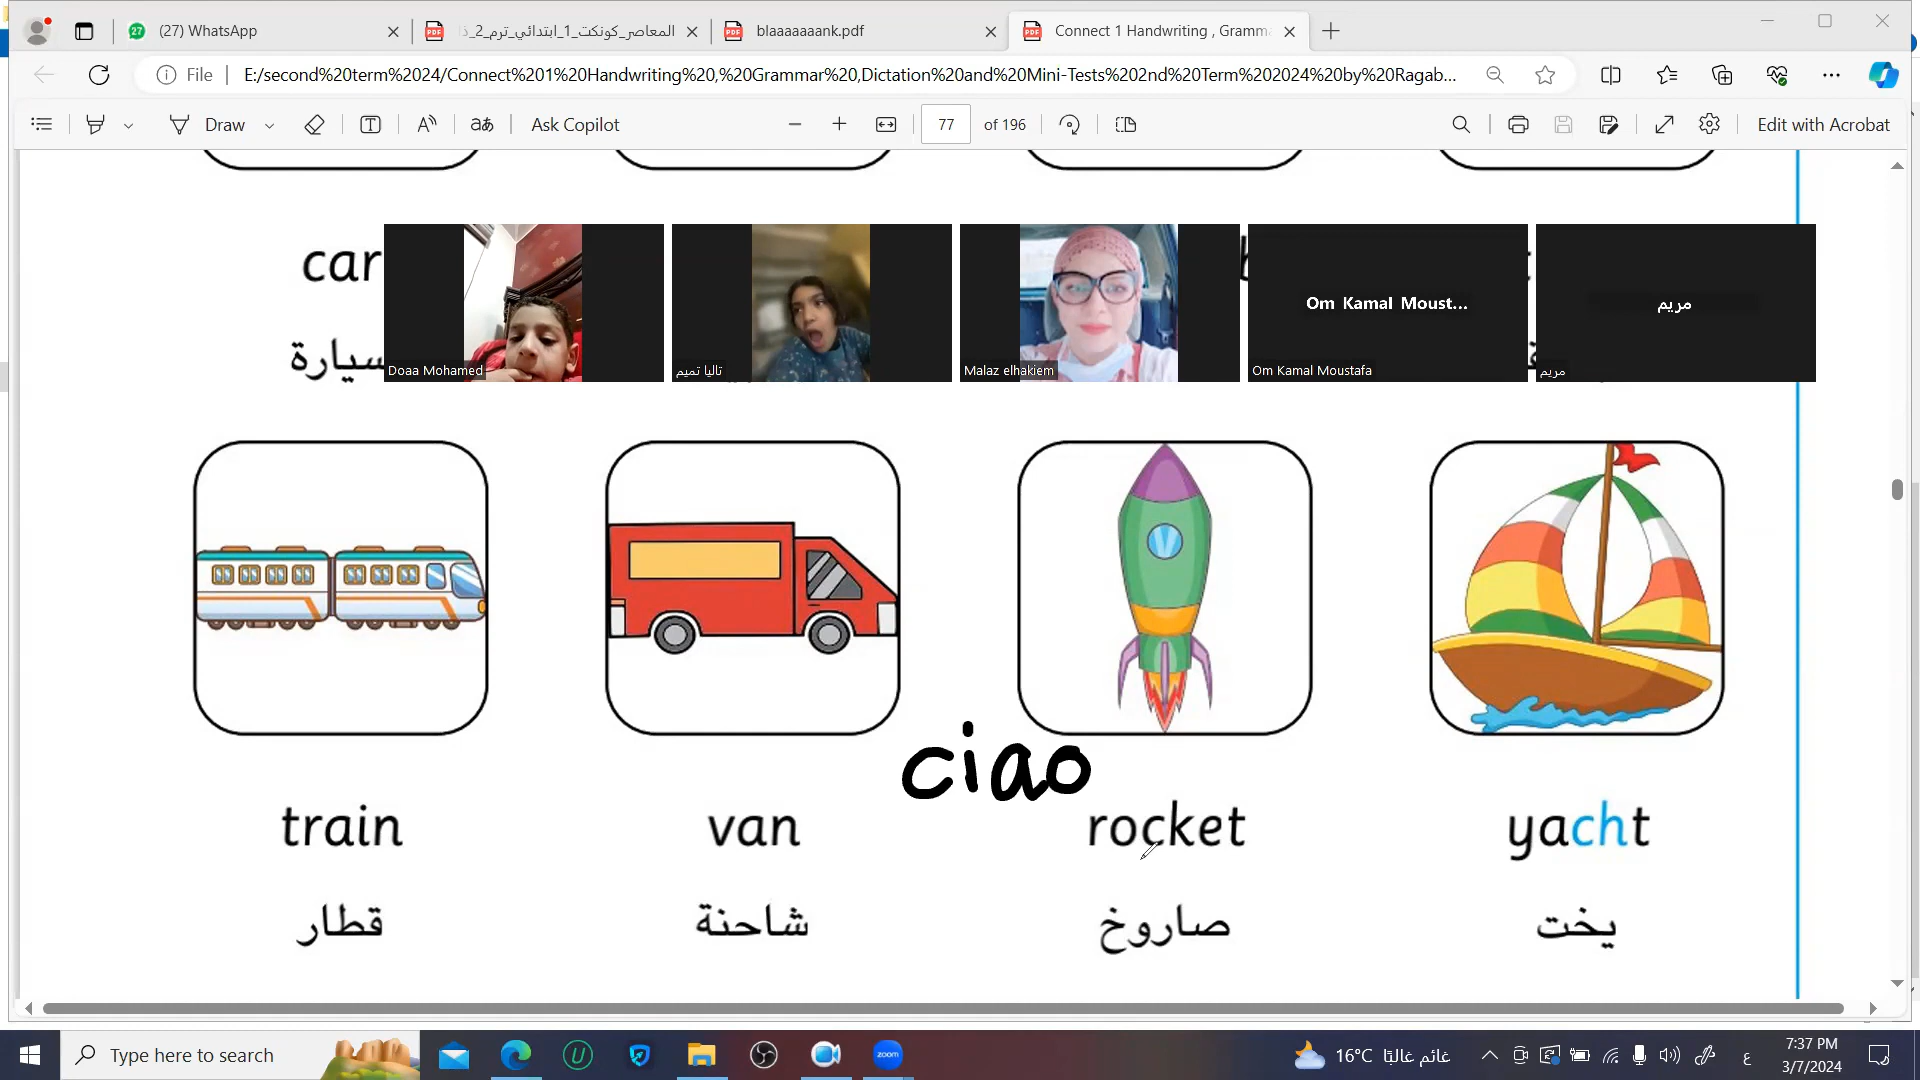 (27) WhatsApp
المعاصر_كونكت_1_ابتدائي_ترم_2_ذا
blaaaaaaank.pdf
Connect 1 Handwriting , Gramma
File
E:/second%20term%2024/Connect%201%20Handwriting%20,%20Grammar%20,Dictation%20and%20Mini-Tests%202nd%20Term%202024%20by%20Ragab...
Draw
Ask Copilot
77 of 196
Edit with Acrobat
car
سيارة
Doaa Mohamed
تاليا تميم
Malaz elhakiem
Om Kamal Moust...
Om Kamal Moustafa
مريم
مريم
ciao
train van rocket yacht
قطار شاحنة صاروخ يخت
Type here to search
zoom
16°C غائم غالبًا
ع
7:37 PM
3/7/2024